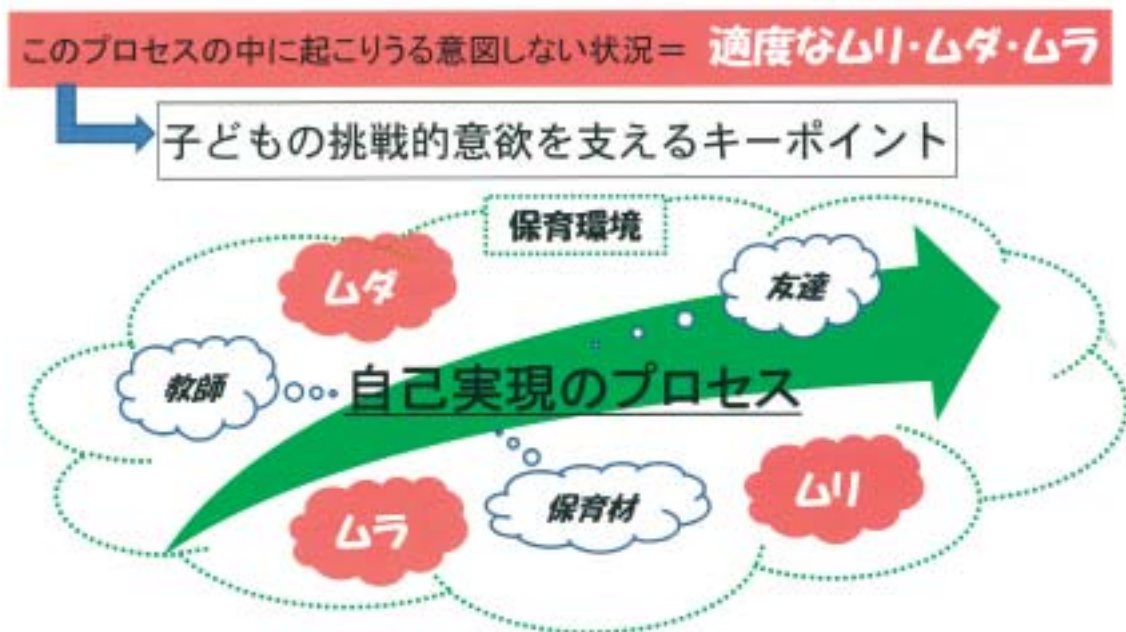 このプロセスの中に起こりうる意図しない状況＝ 適度なムリ・ムダ・ムラ
子どもの挑戦的意欲を支えるキーポイント
保育環境
ムダ
友達
教師
自己実現のプロセス
ムリ
ムラ
保育材